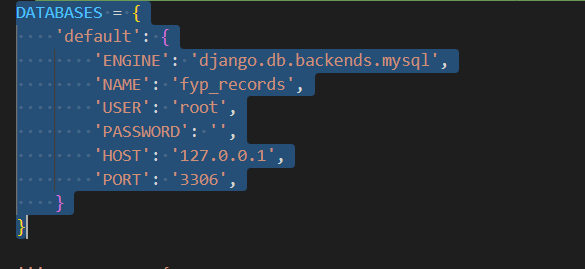 DATABASES = {
    'default': {
        'ENGINE': 'django.db.backends.mysql',
        'NAME': 'fyp_records',
        'USER': 'root',
        'PASSWORD': '',
        'HOST': '127.0.0.1',
        'PORT': '3306',
    }
}